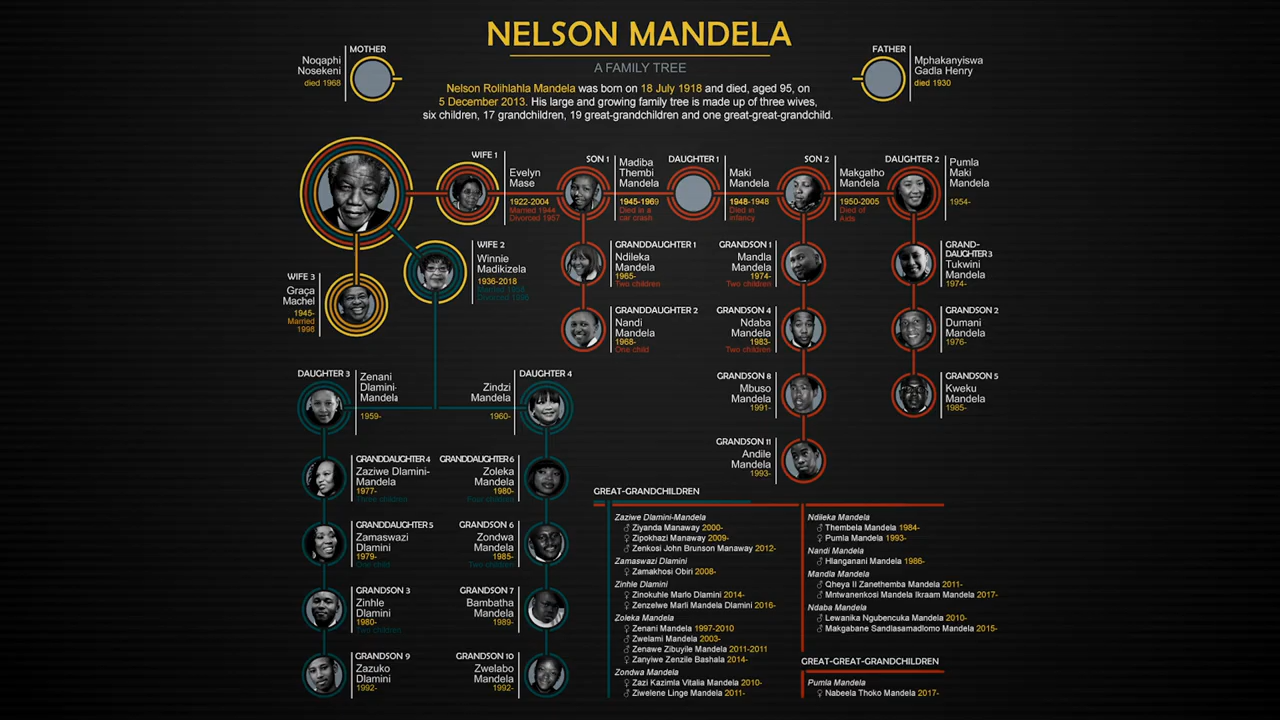 NELSON MANDELA
A FAMILY TREE
Nelson Rolihlahla Mandela was born on 18 July 1918 and died, aged 95, on
5 December 2013. His large and growing family tree is made up of three wives,
six children, 17 grandchildren, 19 great-grandchildren and one great-great-grandchild.
MOTHER
Noqaphi
Nosekeni
died 1968
FATHER
Mphakanyiswa
Gadla Henry
died 1930
WIFE 1
Evelyn
Mase
1922-2004
Married 1944
Divorced 1957
SON 1
Madiba
Thembi
Mandela
1945-1969
Died in a
car crash
DAUGHTER 1
Maki
Mandela
1948-1948
Died in
infancy
SON 2
Makgatho
Mandela
1950-2005
Died of
Aids
DAUGHTER 2
Pumla
Maki
Mandela
1954-
WIFE 2
Winnie
Madikizela
1936-2018
Married 1958
Divorced 1996
WIFE 3
Graça
Machel
1945-
Married
1998
GRANDDAUGHTER 1
Ndileka
Mandela
1965-
Two children
GRANDDAUGHTER 2
Nandi
Mandela
1968-
One child
GRANDSON 1
Mandla
Mandela
1974-
Two children
GRANDSON 4
Ndaba
Mandela
1983-
Two children
GRANDSON 8
Mbuso
Mandela
1991-
GRANDSON 11
Andile
Mandela
1993-
GRAND-
DAUGHTER 3
Tukwini
Mandela
1974-
GRANDSON 2
Dumani
Mandela
1976-
GRANDSON 5
Kweku
Mandela
1985-
DAUGHTER 3
Zenani
Dlamini-
Mandela
1959-
DAUGHTER 4
Zindzi
Mandela
1960-
GRANDDAUGHTER 4
Zaziwe Dlamini-
Mandela
1977-
Three children
GRANDDAUGHTER 5
Zamaswazi
Dlamini
1979-
One child
GRANDSON 3
Zinhle
Dlamini
1980-
Two children
GRANDSON 9
Zazuko
Dlamini
1992-
GRANDDAUGHTER 6
Zoleka
Mandela
1980-
Four children
GRANDSON 6
Zondwa
Mandela
1985-
Two children
GRANDSON 7
Bambatha
Mandela
1989-
GRANDSON 10
Zwelabo
Mandela
1992-
GREAT-GRANDCHILDREN
Zaziwe Dlamini-Mandela
♂ Ziyanda Manaway 2000-
♀ Zipokhazi Manaway 2009-
♂ Zenkosi John Brunson Manaway 2012-
Zamaswazi Dlamini
♀ Zamakhosi Obiri 2008-
Zinhle Dlamini
♀ Zinokuhle Marlo Dlamini 2014-
♀ Zenzelwe Marli Mandela Dlamini 2016-
Zoleka Mandela
♀ Zenani Mandela 1997-2010
♂ Zwelami Mandela 2003-
♂ Zenawe Zibuyile Mandela 2011-2011
♀ Zanyiwe Zenzile Bashala 2014-
Zondwa Mandela
♀ Zazi Kazimla Vitalia Mandela 2010-
♂ Ziwelene Linge Mandela 2011-
Ndileka Mandela
♂ Thembela Mandela 1984-
♀ Pumla Mandela 1993-
Nandi Mandela
♂ Hlanganani Mandela 1986-
Mandla Mandela
♂ Qheya II Zanethemba Mandela 2011-
♂ Mntwanenkosi Mandela Ikraam Mandela 2017-
Ndaba Mandela
♂ Lewanika Ngubencuka Mandela 2010-
♂ Makgabane Sandlasamadlomo Mandela 2015-
GREAT-GREAT-GRANDCHILDREN
Pumla Mandela
♀ Nabeela Thoko Mandela 2017-